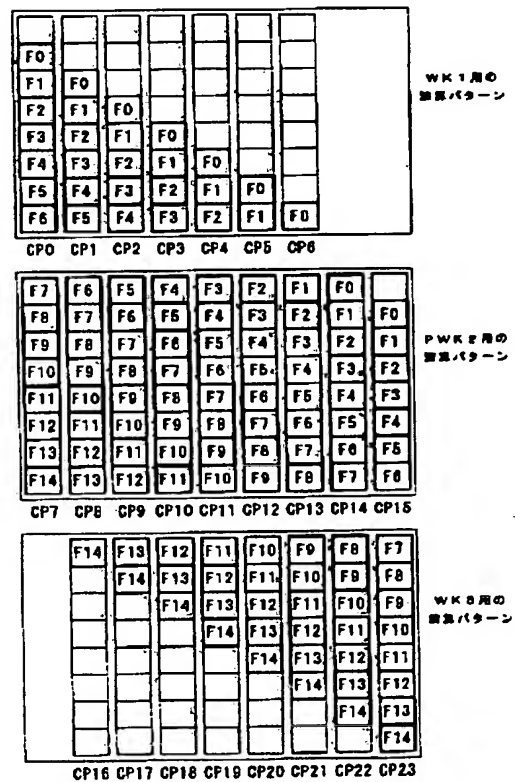 F0
F1 F0
F2 F1 F0
F3 F2 F1 F0
F4 F3 F2 F1 F0
F5 F4 F3 F2 F1 F0
F6 F5 F4 F3 F2 F1 F0
CP0 CP1 CP2 CP3 CP4 CP5 CP6
WK1用の
演算パターン
F7 F6 F5 F4 F3 F2 F1 F0
F8 F7 F6 F5 F4 F3 F2 F1 F0
F9 F8 F7 F6 F5 F4 F3 F2 F1
F10 F9 F8 F7 F6 F5 F4 F3 F2
F11 F10 F9 F8 F7 F6 F5 F4 F3
F12 F11 F10 F9 F8 F7 F6 F5 F4
F13 F12 F11 F10 F9 F8 F7 F6 F5
F14 F13 F12 F11 F10 F9 F8 F7 F6
CP7 CP8 CP9 CP10 CP11 CP12 CP13 CP14 CP15
PWK2用の
演算パターン
F14 F13 F12 F11 F10 F9 F8 F7
F14 F13 F12 F11 F10 F9 F8
F14 F13 F12 F11 F10 F9
F14 F13 F12 F11 F10
F14 F13 F12 F11
F14 F13 F12
F14 F13
F14
CP16 CP17 CP18 CP19 CP20 CP21 CP22 CP23
WK3用の
演算パターン